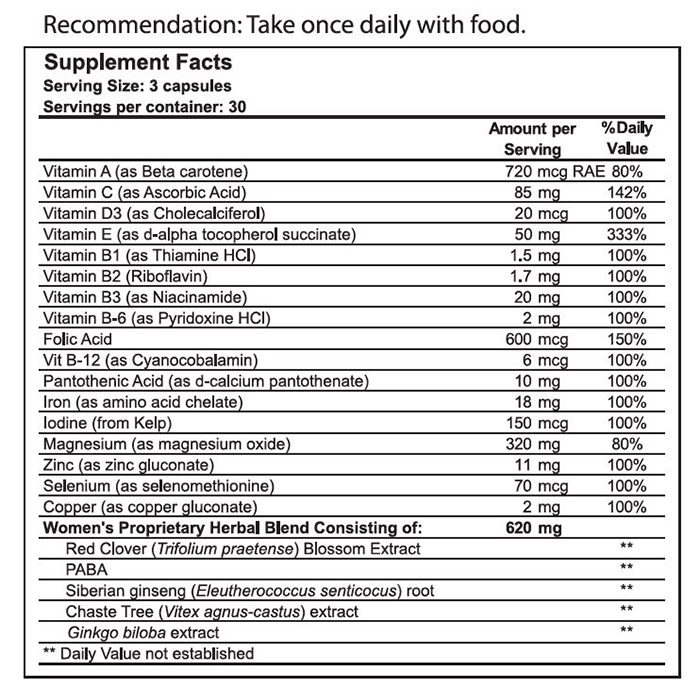 Recommendation: Take once daily with food.
Supplement Facts
Serving Size: 3 capsules
Servings per container: 30
Amount per %Daily
Serving Value
Vitamin A (as Beta carotene) 720 mcg RAE 80%
Vitamin C (as Ascorbic Acid) 85 mg 142%
Vitamin D3 (as Cholecalciferol) 20 mcg 100%
Vitamin E (as d-alpha tocopherol succinate) 50 mg 333%
Vitamin B1 (as Thiamine HCl) 1.5 mg 100%
Vitamin B2 (Riboflavin) 1.7 mg 100%
Vitamin B3 (as Niacinamide) 20 mg 100%
Vitamin B-6 (as Pyridoxine HCl) 2 mg 100%
Folic Acid 600 mcg 150%
Vit B-12 (as Cyanocobalamin) 6 mcg 100%
Pantothenic Acid (as d-calcium pantothenate) 10 mg 100%
Iron (as amino acid chelate) 18 mg 100%
Iodine (from Kelp) 150 mcg 100%
Magnesium (as magnesium oxide) 320 mg 80%
Zinc (as zinc gluconate) 11 mg 100%
Selenium (as selenomethionine) 70 mcg 100%
Copper (as copper gluconate) 2 mg 100%
Women's Proprietary Herbal Blend Consisting of: 620 mg
Red Clover (Trifolium praetense) Blossom Extract **
PABA **
Siberian ginseng (Eleutherococcus senticocus) root **
Chaste Tree (Vitex agnus-castus) extract **
Ginkgo biloba extract **
** Daily Value not established